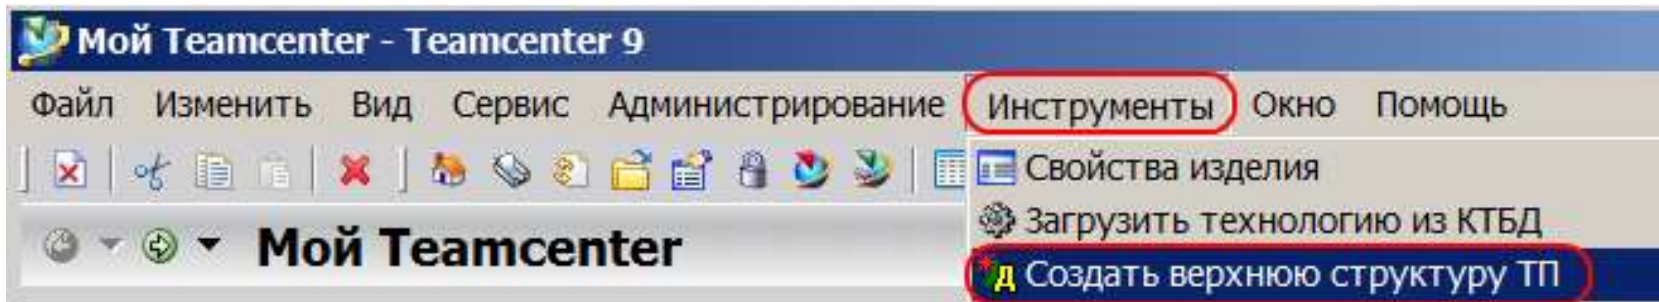 Мой Teamcenter - Teamcenter 9
Файл Изменить Вид Сервис Администрирование Инструменты Окно Помощь
Свойства изделия
Загрузить технологию из КТБД
Мой Teamcenter
Д Создать верхнюю структуру ТП